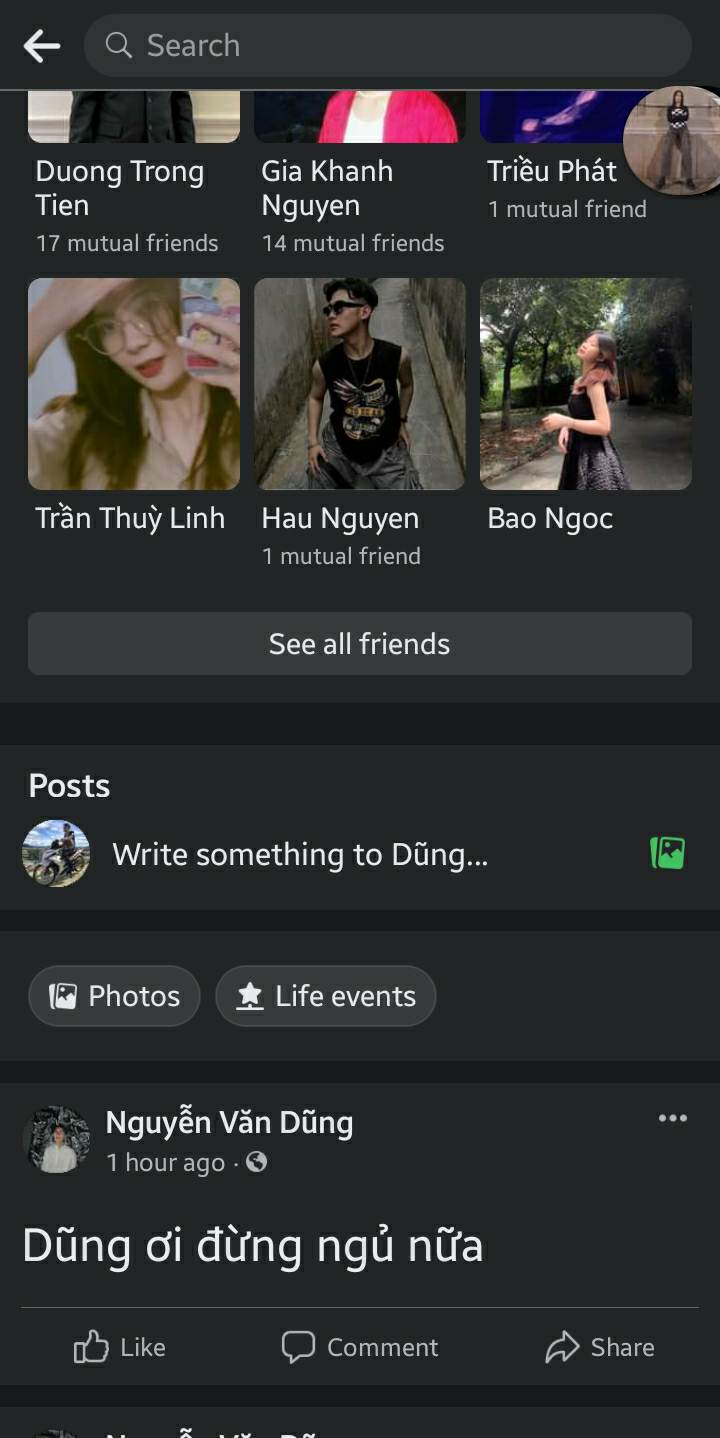 Search
Duong Trong
Tien
17 mutual friends
Gia Khanh
Nguyen
14 mutual friends
Triều Phát
1 mutual friend
Trần Thuỳ Linh
Hau Nguyen
1 mutual friend
Bao Ngoc
See all friends
Posts
Write something to Dũng...
Photos
Life events
Nguyễn Văn Dũng
1 hour ago ·
Dũng ơi đừng ngủ nữa
Like
Comment
Share